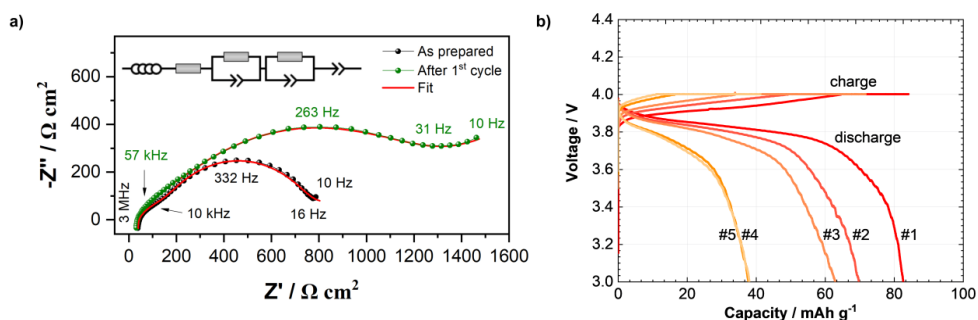 a)
600
400
200
0
-Z'' / Ω cm²
As prepared
After 1st cycle
Fit
263 Hz
31 Hz
10 Hz
57 kHz
332 Hz
10 Hz
3 MHz
10 kHz
16 Hz
0 200 400 600 800 1000 1200 1400 1600
Z' / Ω cm²
b)
4.4
4.2
4.0
3.8
3.6
3.4
3.2
3.0
Voltage / V
charge
discharge
#5 #4 #3 #2 #1
0 20 40 60 80 100
Capacity / mAh g⁻¹